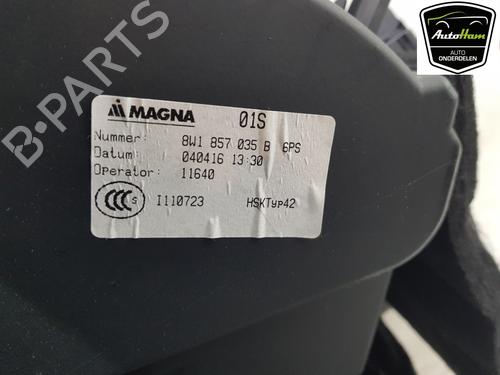 AutoHam
AUTO
ONDERDELEN
B-PARTS
MAGNA 01S
Nummer: 8W1 857 035 B 6PS
Datum: 040416 13:30
Operator: 11640
CCC S I110723 HSKTyp42